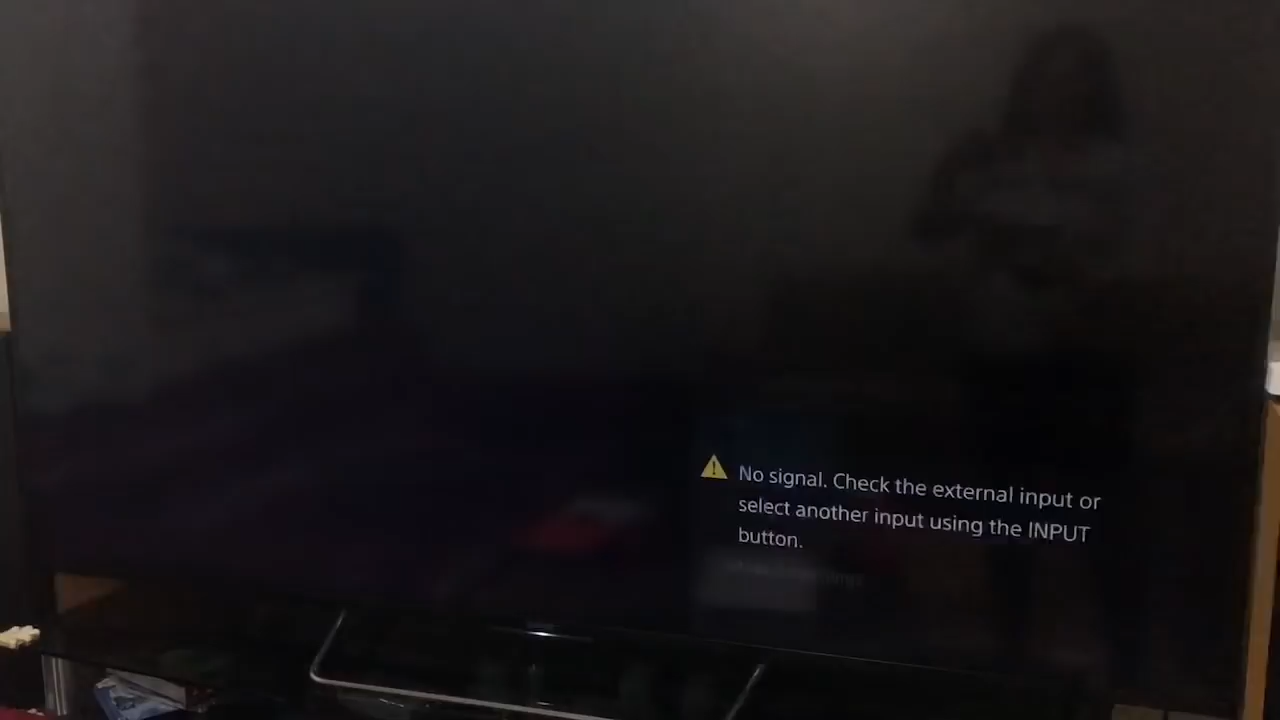 No signal. Check the external input or
select another input using the INPUT
button.